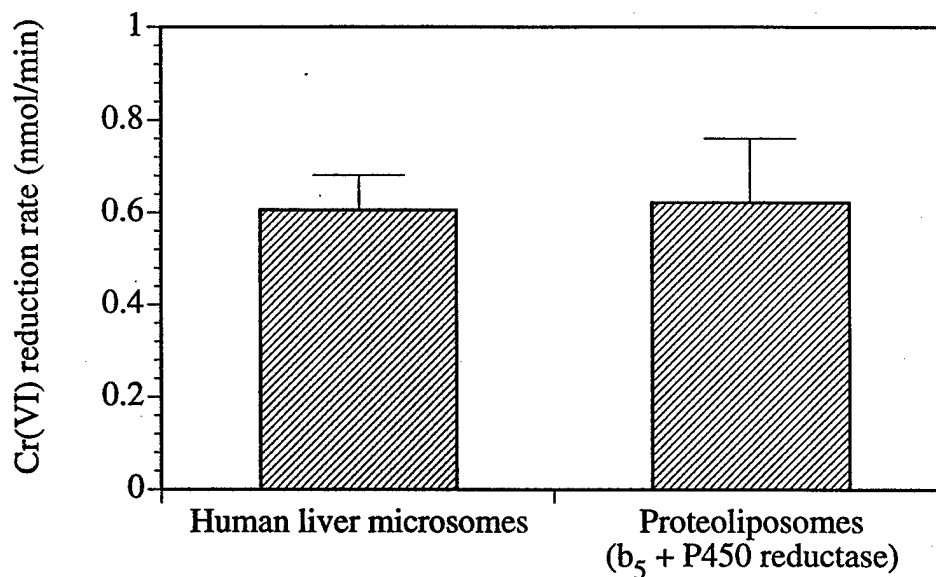 Cr(VI) reduction rate (nmol/min)
1
0.8
0.6
0.4
0.2
0
Human liver microsomes
Proteoliposomes
(b5 + P450 reductase)